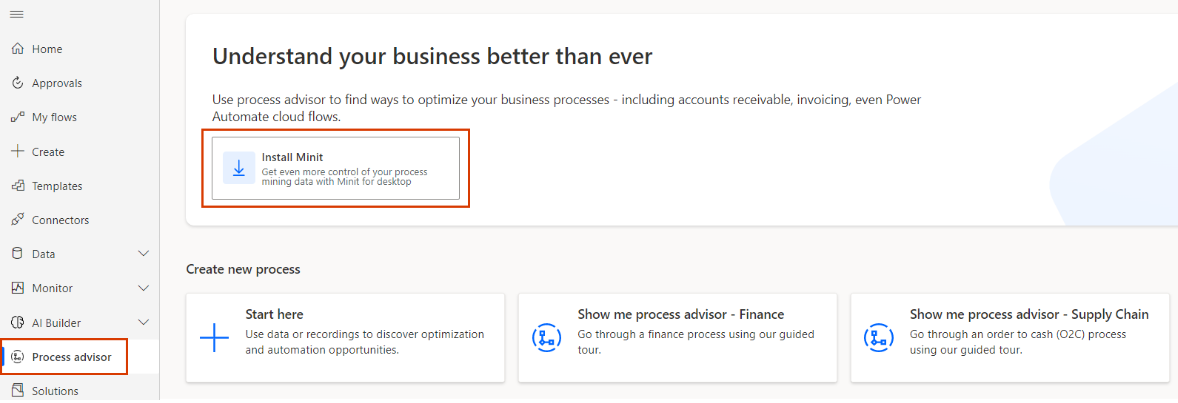 Home
Approvals
My flows
Create
Templates
Connectors
Data
Monitor
AI Builder
Process advisor
Solutions
Understand your business better than ever
Use process advisor to find ways to optimize your business processes - including accounts receivable, invoicing, even Power
Automate cloud flows.
Install Minit
Get even more control of your process
mining data with Minit for desktop
Create new process
Start here
Use data or recordings to discover optimization
and automation opportunities.
Show me process advisor - Finance
Go through a finance process using our guided
tour.
Show me process advisor - Supply Chain
Go through an order to cash (O2C) process
using our guided tour.